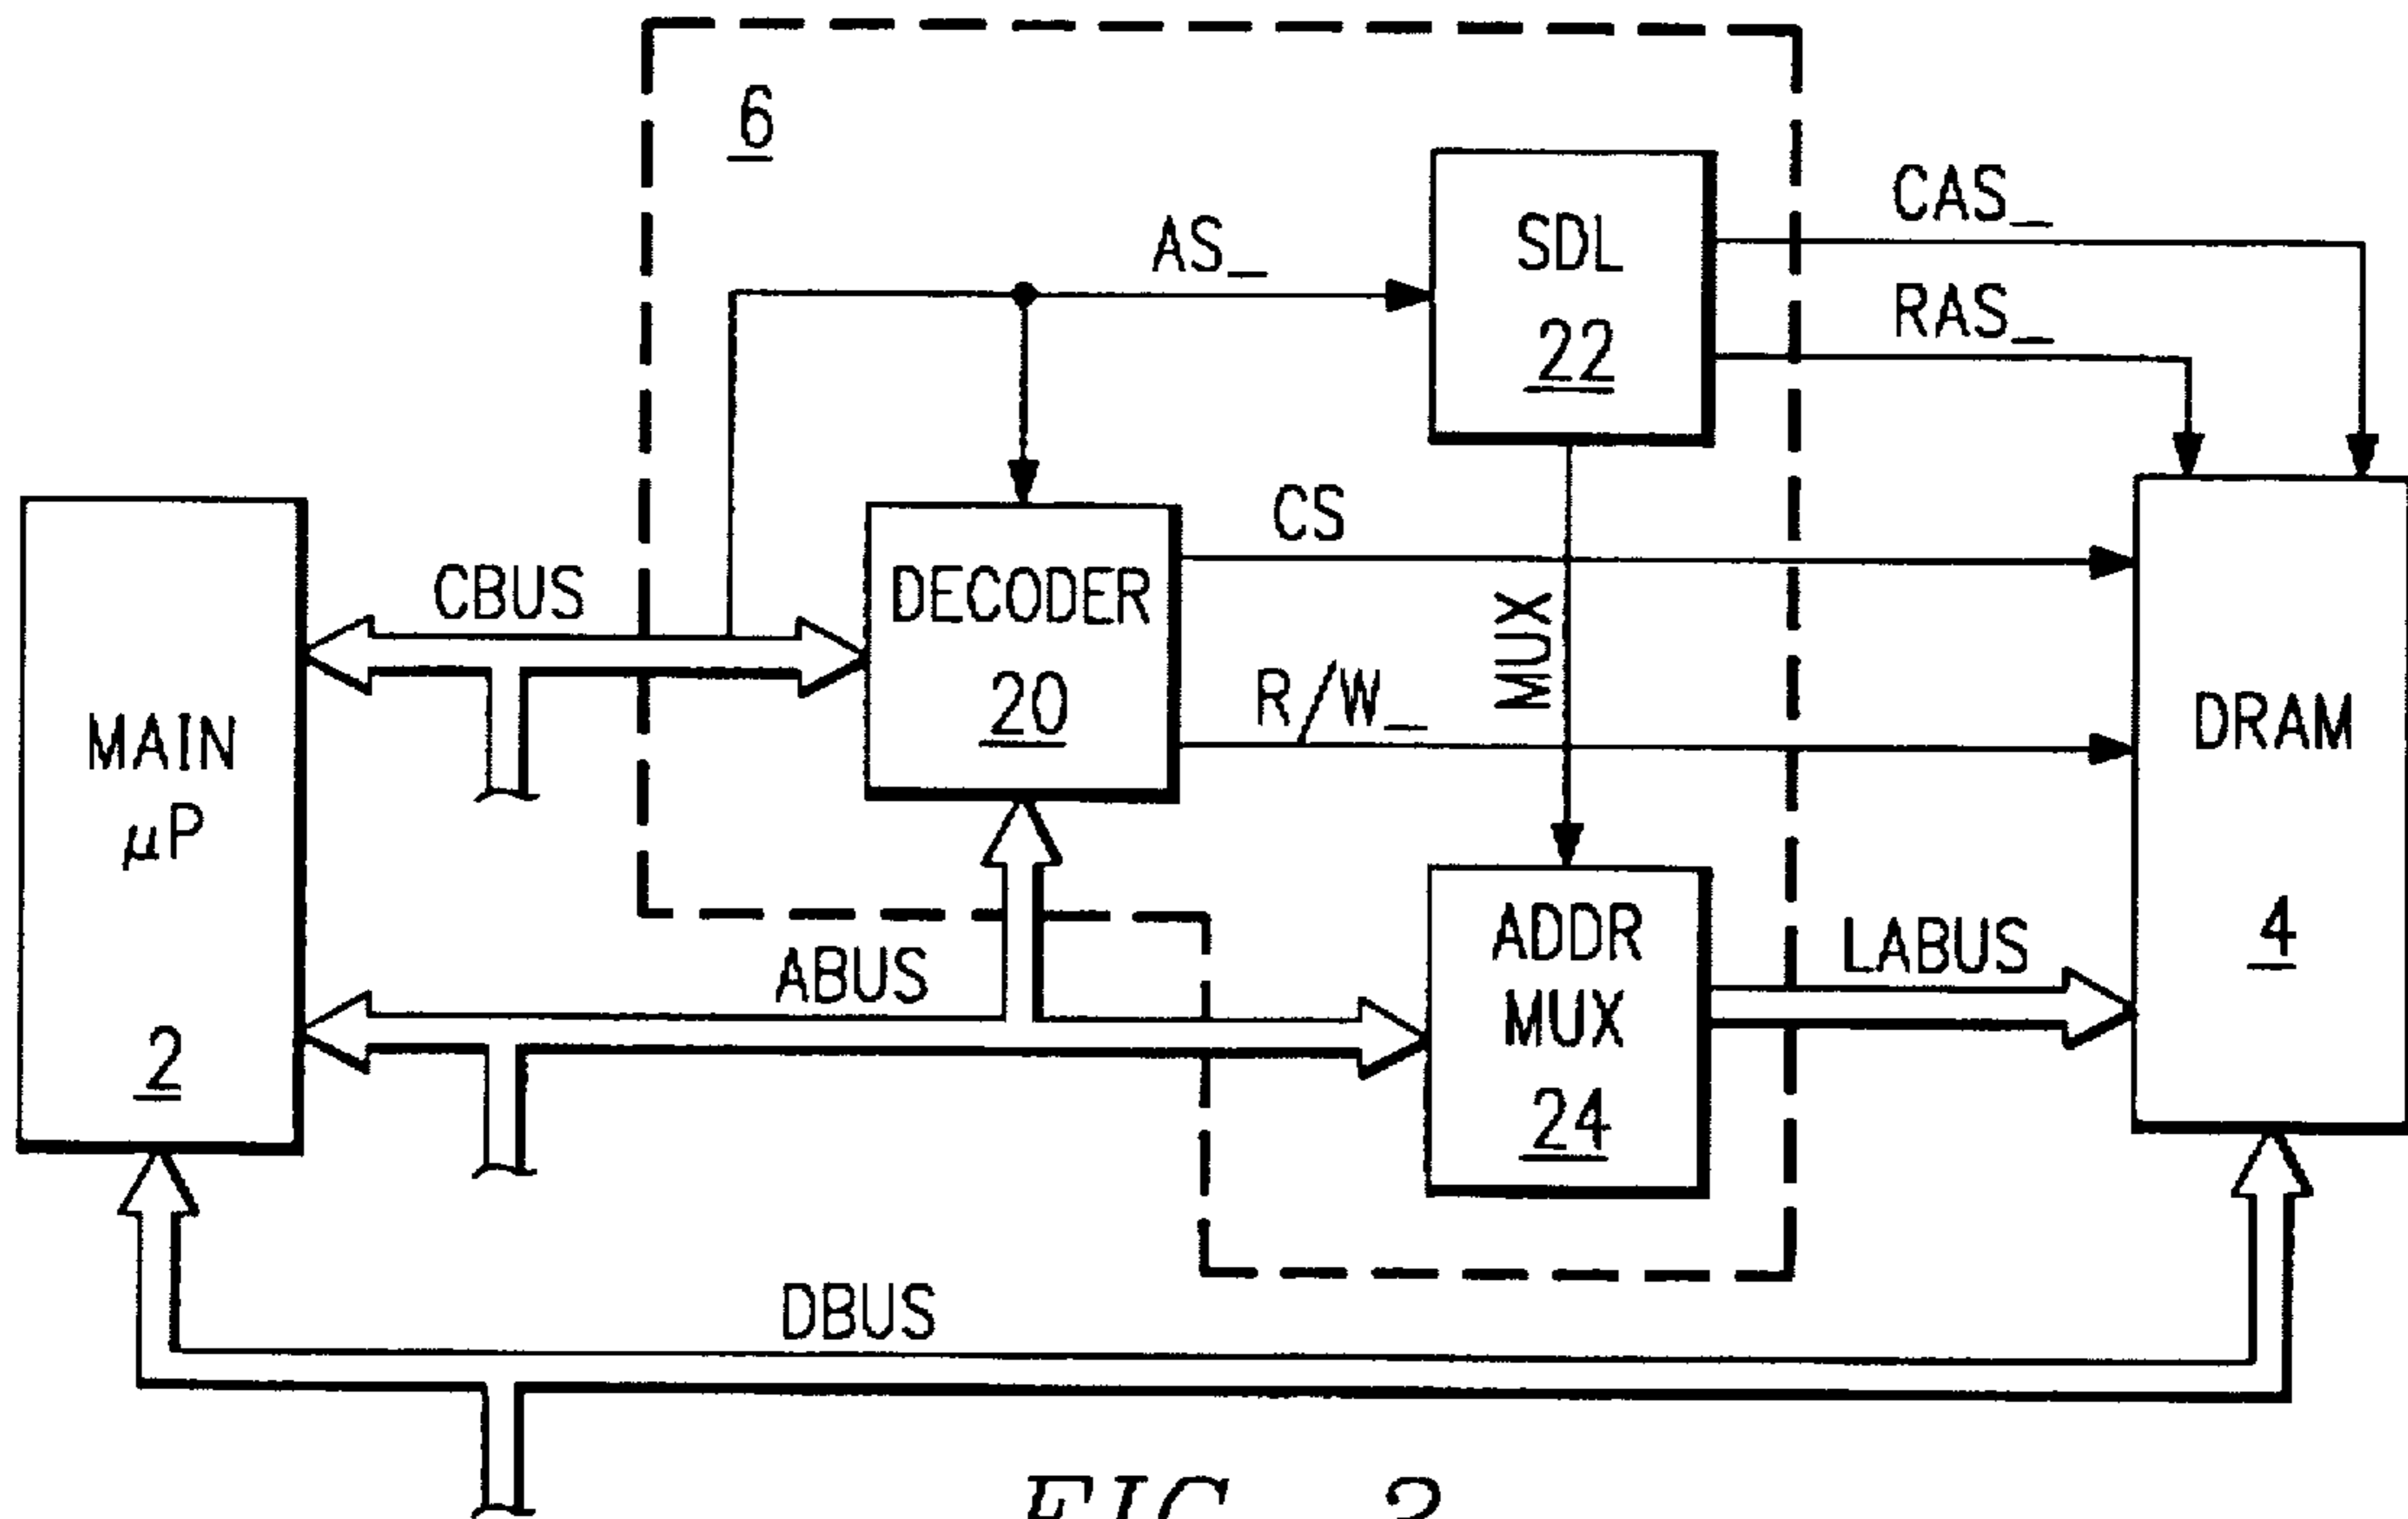 6
AS_
SDL
22
CAS_
RAS_
CBUS
DECODER
20
CS
R/W_
MUX
MAIN
µP
2
DRAM
4
ABUS
ADDR
MUX
24
LABUS
DBUS